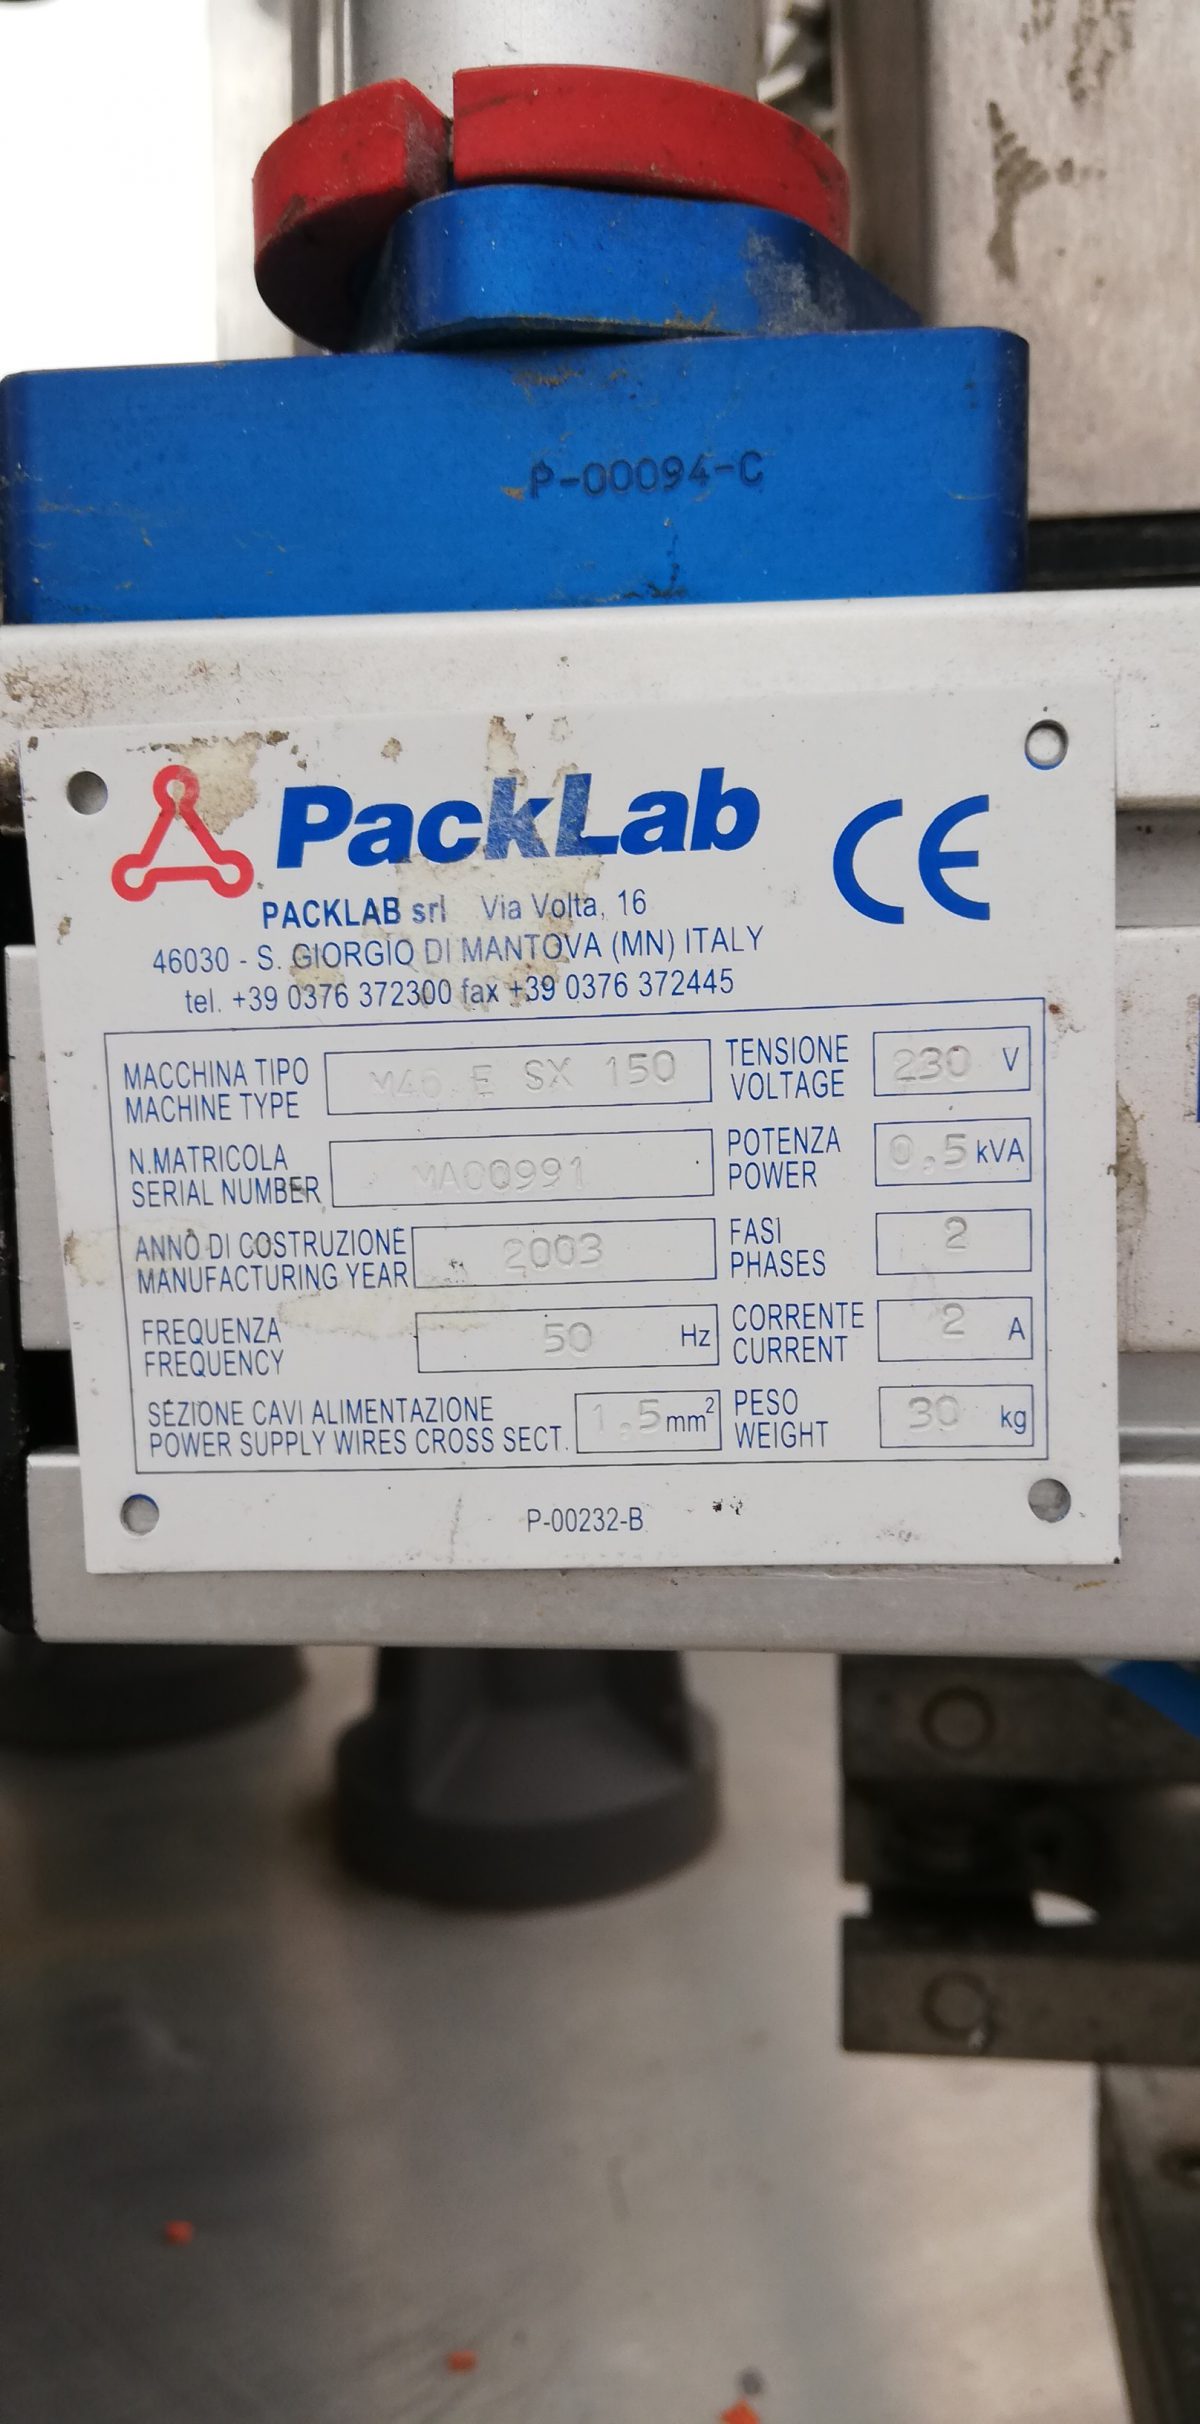 P-00094-C
PackLab
CE
PACKLAB srl Via Volta, 16
46030 - S. GIORGIO DI MANTOVA (MN) ITALY
tel. +39 0376 372300 fax +39 0376 372445
MACCHINA TIPO
MACHINE TYPE
M46 E SX 150
TENSIONE
VOLTAGE
230 V
N.MATRICOLA
SERIAL NUMBER
MA00991
POTENZA
POWER
0,5 kVA
ANNO DI COSTRUZIONE
MANUFACTURING YEAR
2003
FASI
PHASES
2
FREQUENZA
FREQUENCY
50 Hz
CORRENTE
CURRENT
2 A
SEZIONE CAVI ALIMENTAZIONE
POWER SUPPLY WIRES CROSS SECT.
1,5 mm²
PESO
WEIGHT
30 kg
P-00232-B